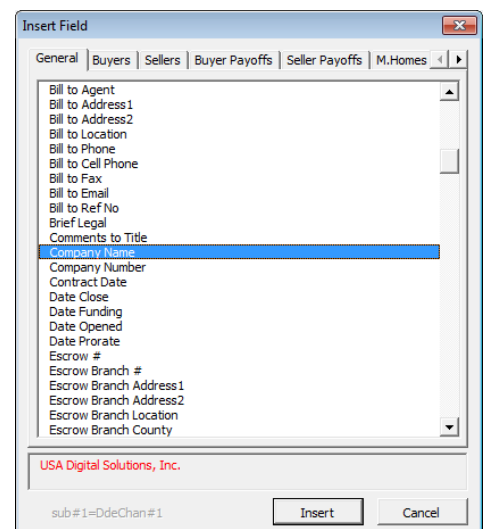 Insert Field
General Buyers Sellers Buyer Payoffs Seller Payoffs M.Homes
Bill to Agent
Bill to Address1
Bill to Address2
Bill to Location
Bill to Phone
Bill to Cell Phone
Bill to Fax
Bill to Email
Bill to Ref No
Brief Legal
Comments to Title
Company Name
Company Number
Contract Date
Date Close
Date Funding
Date Opened
Date Prorate
Escrow #
Escrow Branch #
Escrow Branch Address1
Escrow Branch Address2
Escrow Branch Location
Escrow Branch County
USA Digital Solutions, Inc.
sub#1=DdeChan#1 Insert Cancel